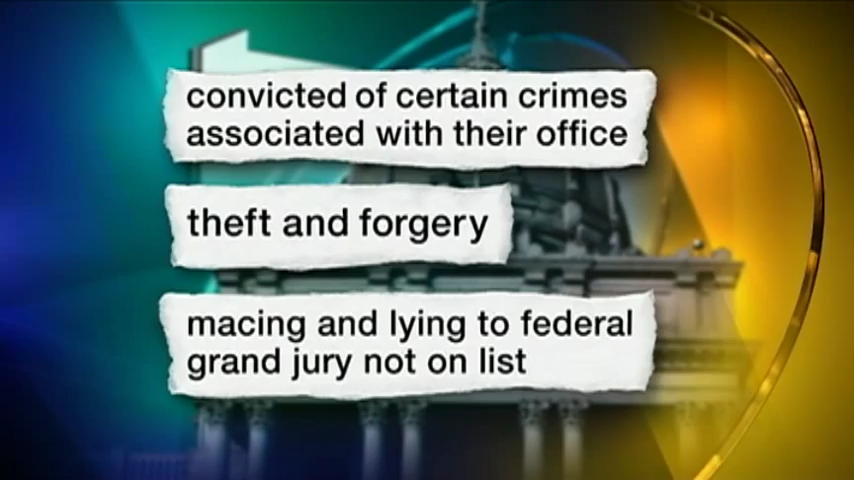 convicted of certain crimes
associated with their office
theft and forgery
macing and lying to federal
grand jury not on list